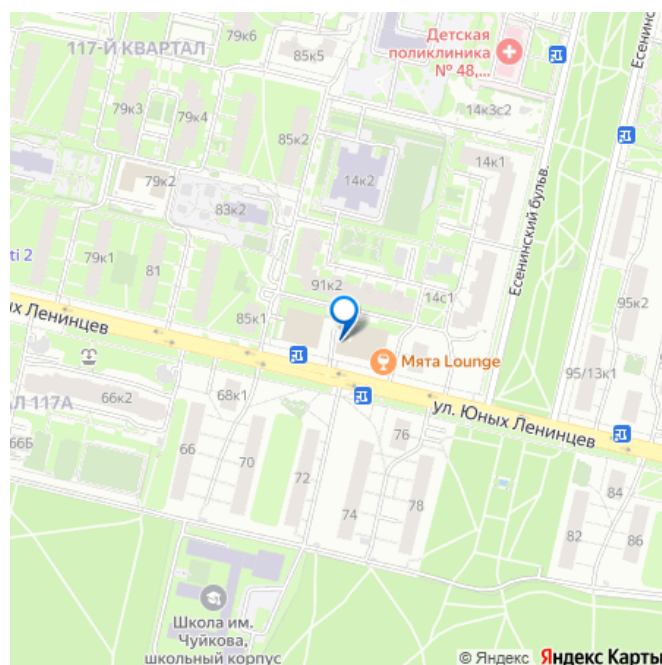 79к6
117-Й КВАРТАЛ
85к5
Детская
поликлиника
№ 48,...
Есенинск
79к3
79к4
14к3с2
85к2
14к1
79к2
14к2
83к2
Есенинский бульв.
ti 2
79к1
81
91к2
14с1
95к2
ых Ленинцев
85к1
Мята Lounge
95/13к1
АЛ 117А
66к2
68к1
ул. Юных Ленинцев
66Б
66
70
72
76
74
78
84
82
86
Школа им.
Чуйкова,
школьный корпус
© Яндекс Яндекс Карты